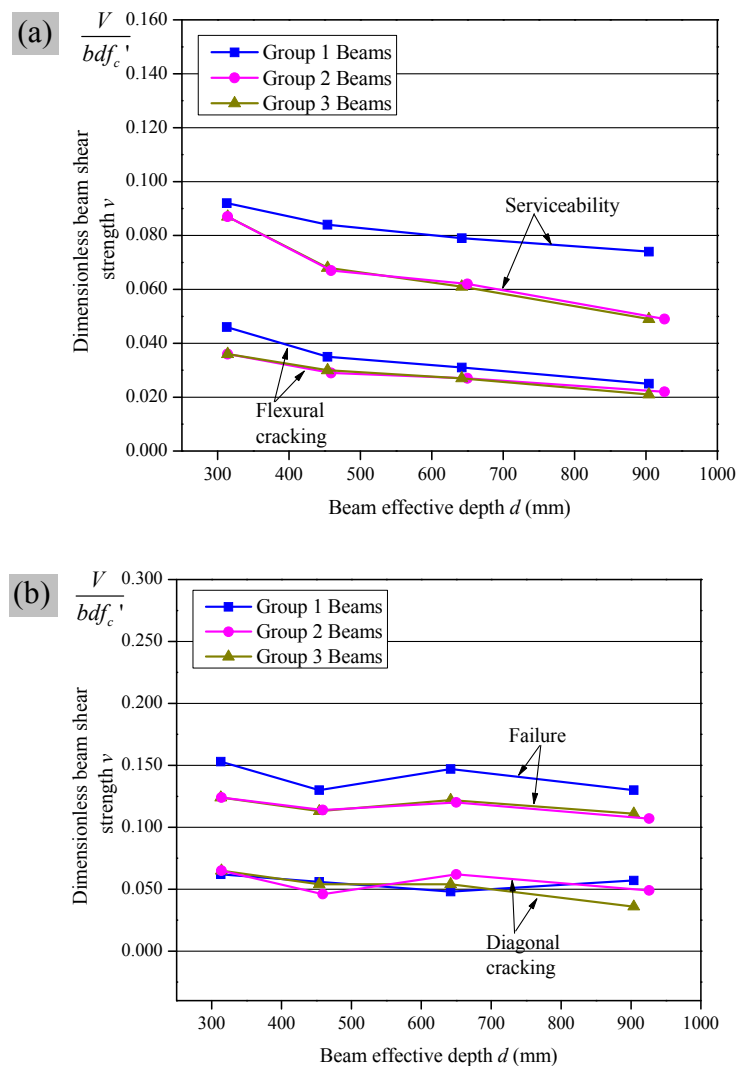 (a)
V
bdf_c'
0.160
0.140
0.120
0.100
0.080
0.060
0.040
0.020
0.000
Dimensionless beam shear
strength v
Group 1 Beams
Group 2 Beams
Group 3 Beams
Serviceability
Flexural
cracking
300 400 500 600 700 800 900 1000
Beam effective depth d (mm)
(b)
V
bdf_c'
0.300
0.250
0.200
0.150
0.100
0.050
0.000
Dimensionless beam shear
strength v
Group 1 Beams
Group 2 Beams
Group 3 Beams
Failure
Diagonal
cracking
300 400 500 600 700 800 900 1000
Beam effective depth d (mm)